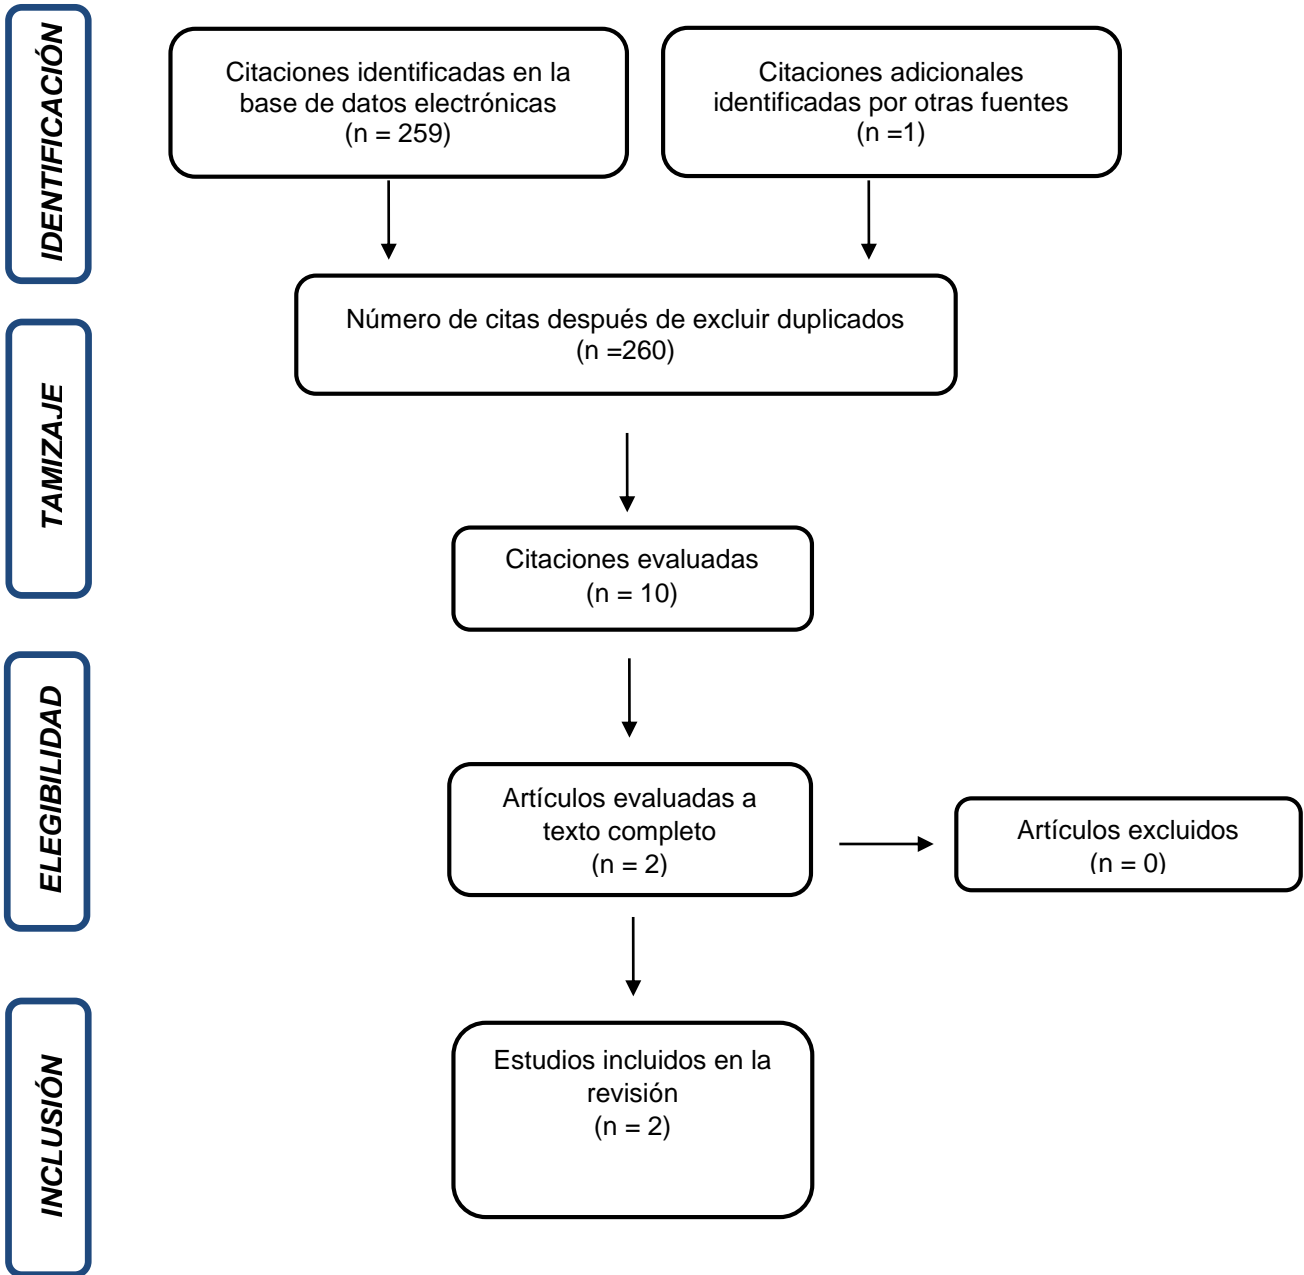 IDENTIFICACIÓN
Citaciones identificadas en la
base de datos electrónicas
(n = 259)
Citaciones adicionales
identificadas por otras fuentes
(n =1)
Número de citas después de excluir duplicados
(n =260)
TAMIZAJE
Citaciones evaluadas
(n = 10)
ELEGIBILIDAD
Artículos evaluadas a
texto completo
(n = 2)
Artículos excluidos
(n = 0)
INCLUSIÓN
Estudios incluidos en la
revisión
(n = 2)